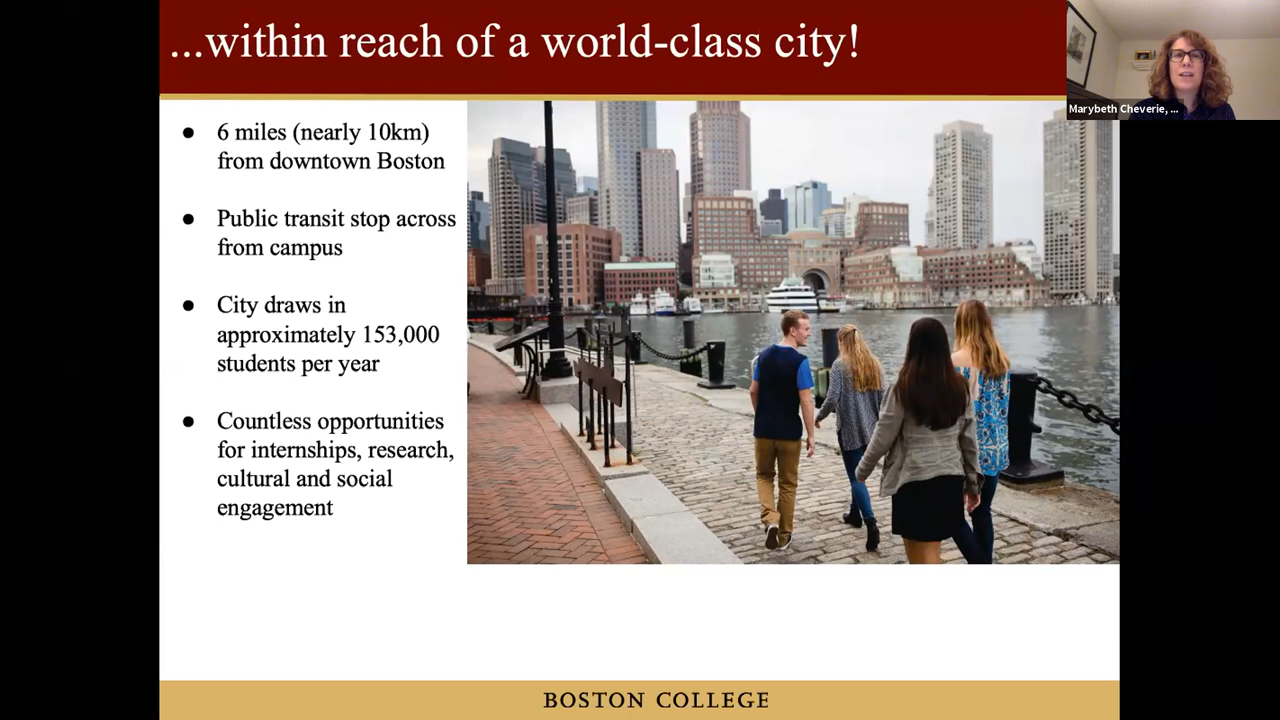 ...within reach of a world-class city!
Marybeth Cheverie, ...
● 6 miles (nearly 10km)
from downtown Boston
● Public transit stop across
from campus
● City draws in
approximately 153,000
students per year
● Countless opportunities
for internships, research,
cultural and social
engagement
BOSTON COLLEGE